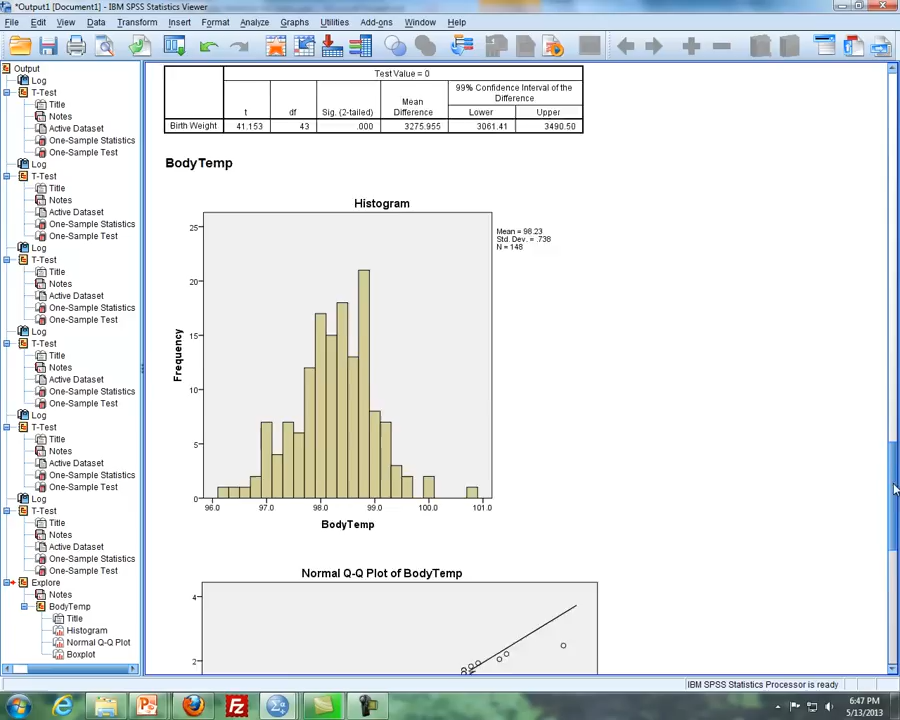 *Output1 [Document1] - IBM SPSS Statistics Viewer
File Edit View Data Transform Insert Format Analyze Graphs Utilities Add-ons Window Help
Output
Log
T-Test
Title
Notes
Active Dataset
One-Sample Statistics
One-Sample Test
Log
T-Test
Title
Notes
Active Dataset
One-Sample Statistics
One-Sample Test
Log
T-Test
Title
Notes
Active Dataset
One-Sample Statistics
One-Sample Test
Log
T-Test
Title
Notes
Active Dataset
One-Sample Statistics
One-Sample Test
Log
T-Test
Title
Notes
Active Dataset
One-Sample Statistics
One-Sample Test
Log
T-Test
Title
Notes
Active Dataset
One-Sample Statistics
One-Sample Test
Explore
Notes
BodyTemp
Title
Histogram
Normal Q-Q Plot
Boxplot
Test Value = 0
99% Confidence Interval of the
Difference
t df Sig. (2-tailed) Mean Difference Lower Upper
Birth Weight 41.153 43 .000 3275.955 3061.41 3490.50
BodyTemp
Histogram
Mean = 98.23
Std. Dev. = .738
N = 148
Frequency
25
20
15
10
5
0
96.0 97.0 98.0 99.0 100.0 101.0
BodyTemp
Normal Q-Q Plot of BodyTemp
4
2
IBM SPSS Statistics Processor is ready
6:47 PM
5/13/2013